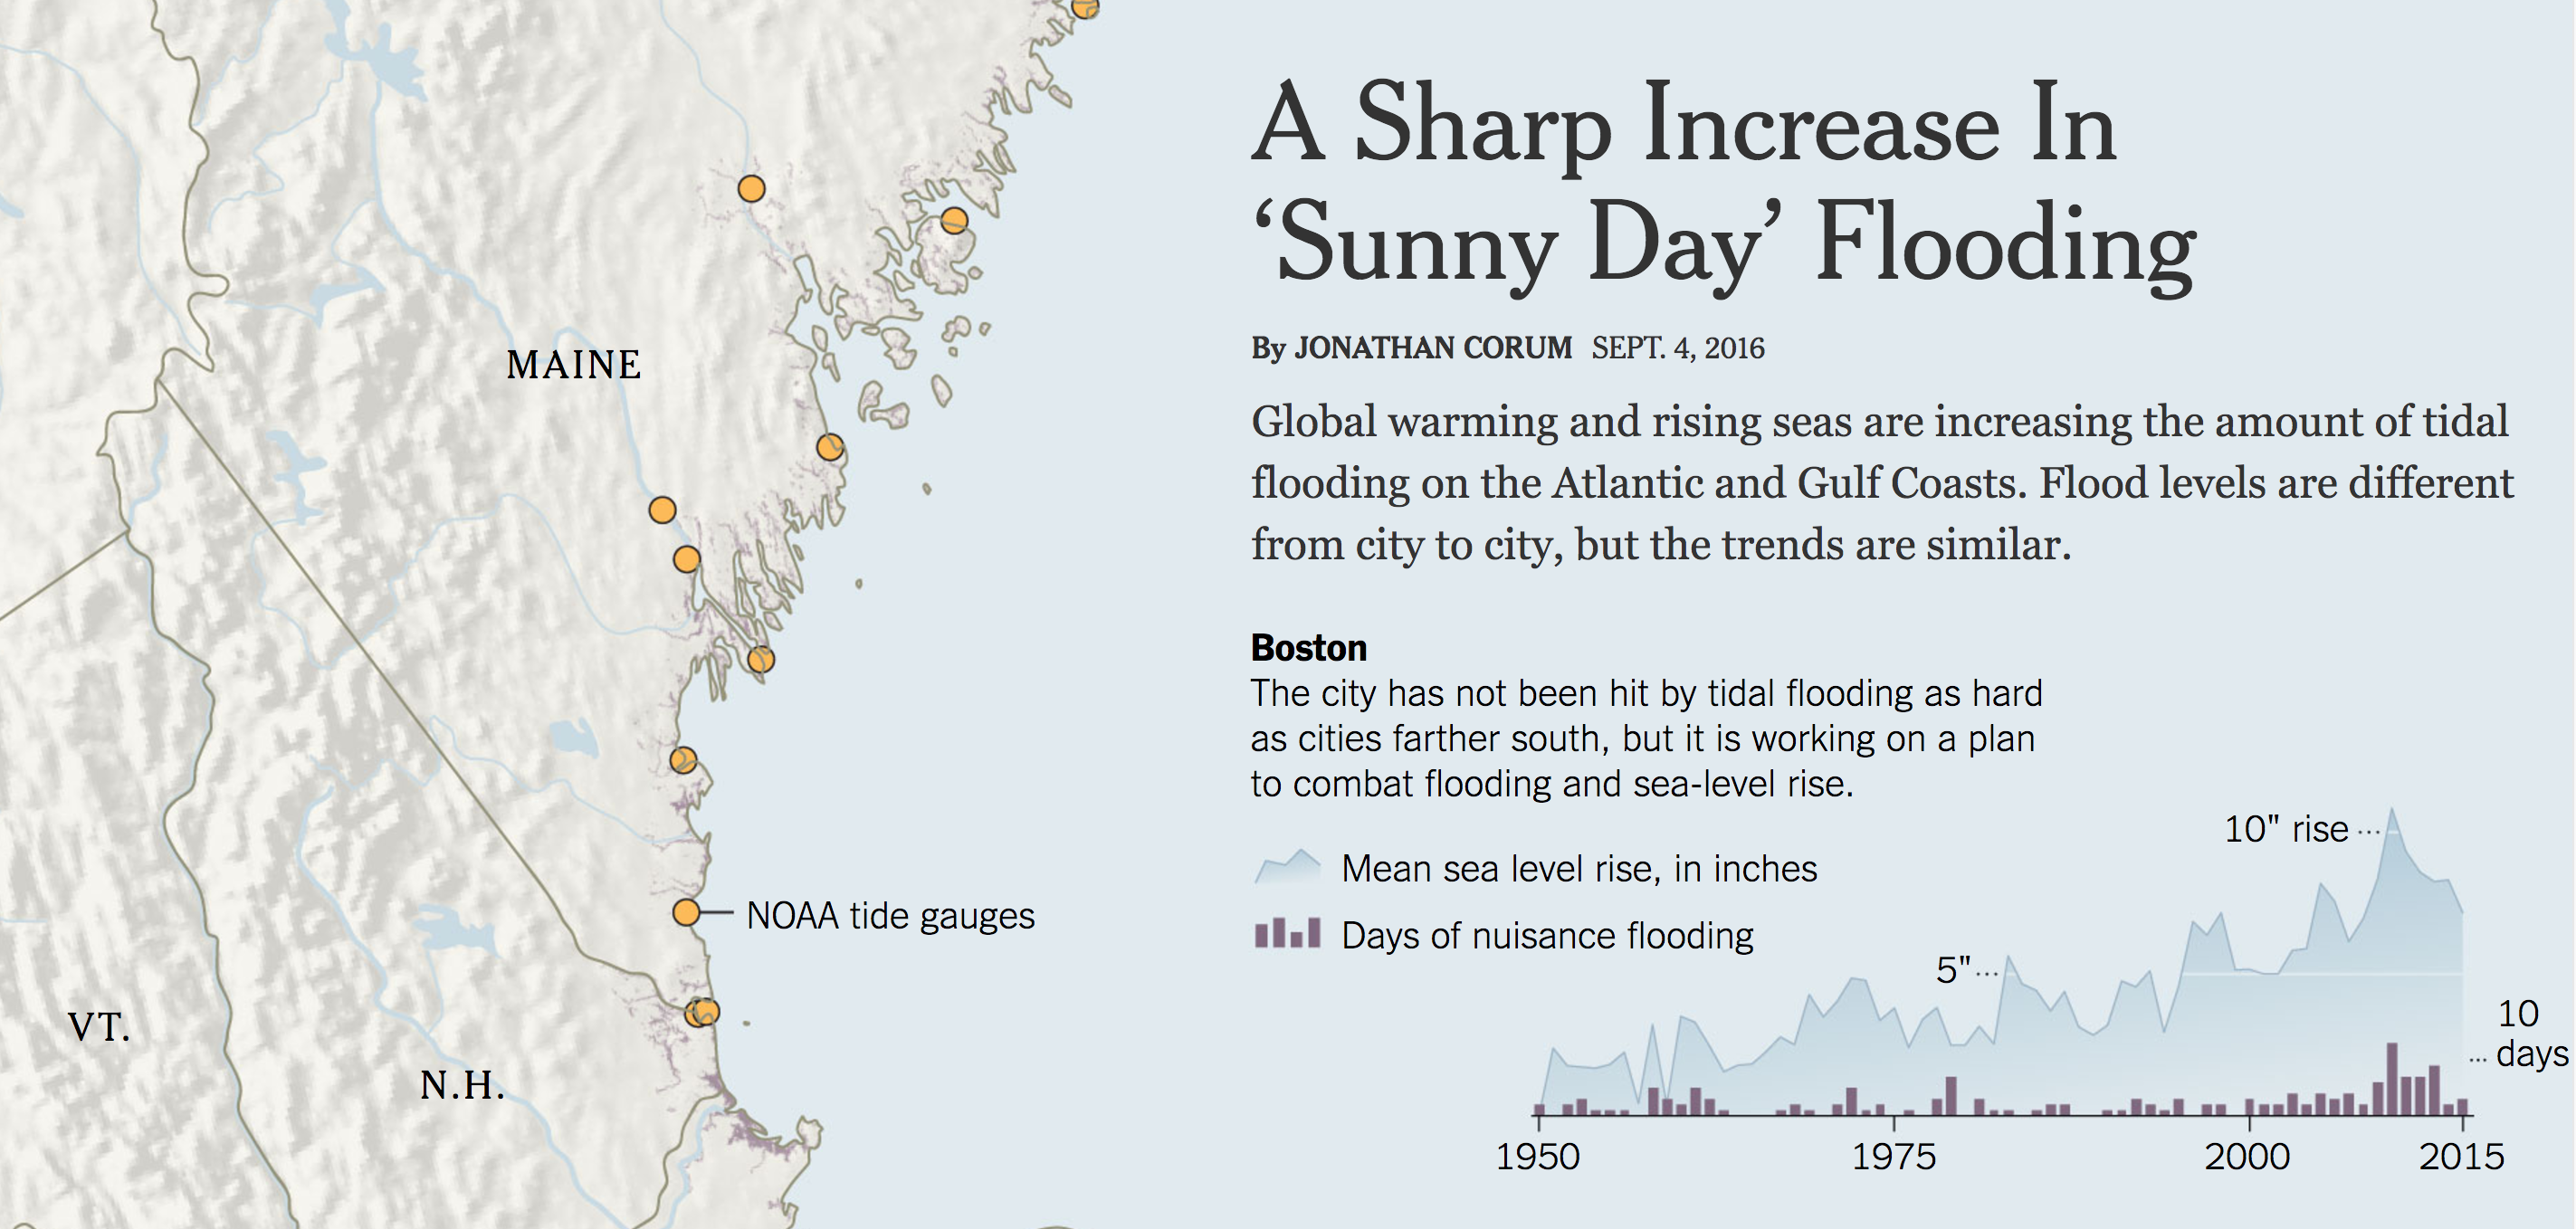 A Sharp Increase In
‘Sunny Day’ Flooding
By JONATHAN CORUM SEPT. 4, 2016
Global warming and rising seas are increasing the amount of tidal
flooding on the Atlantic and Gulf Coasts. Flood levels are different
from city to city, but the trends are similar.
MAINE
NOAA tide gauges
VT.
N.H.
Boston
The city has not been hit by tidal flooding as hard
as cities farther south, but it is working on a plan
to combat flooding and sea-level rise.
Mean sea level rise, in inches
Days of nuisance flooding
10" rise
5"
10
days
1950 1975 2000 2015